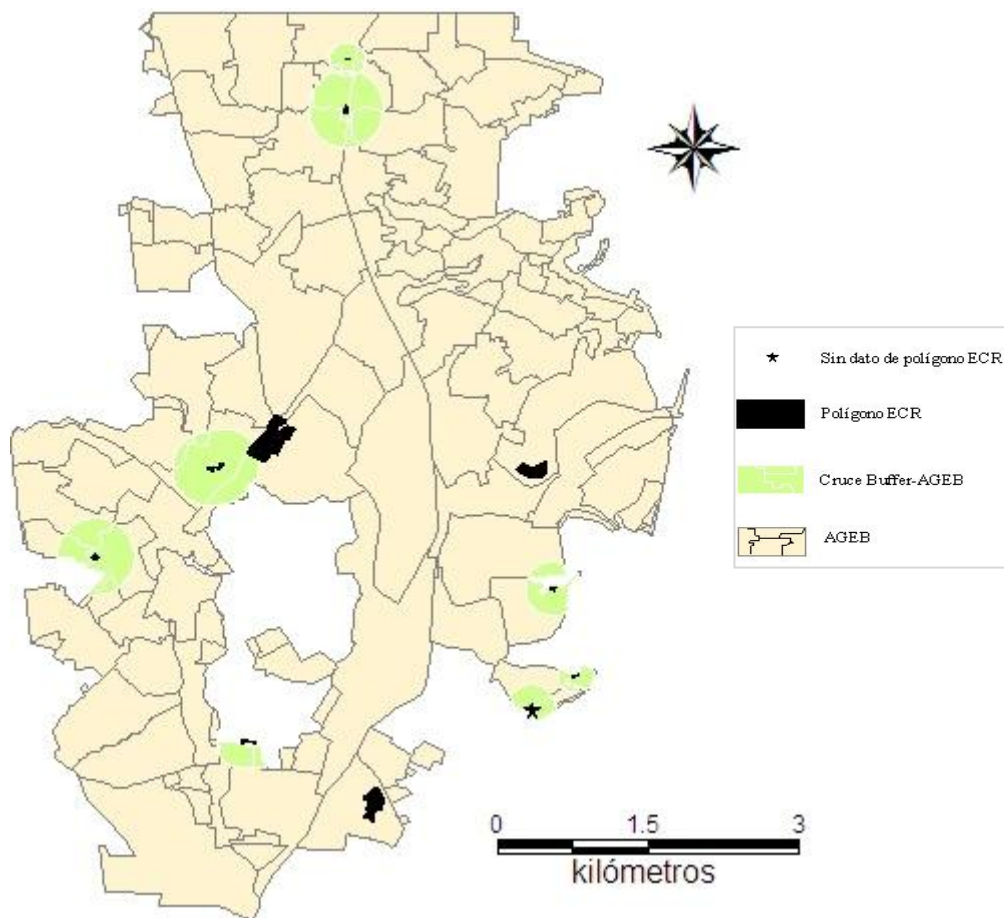 Sin dato de polígono ECR
Polígono ECR
Cruce Buffer-AGEB
AGEB
0 1.5 3
kilómetros